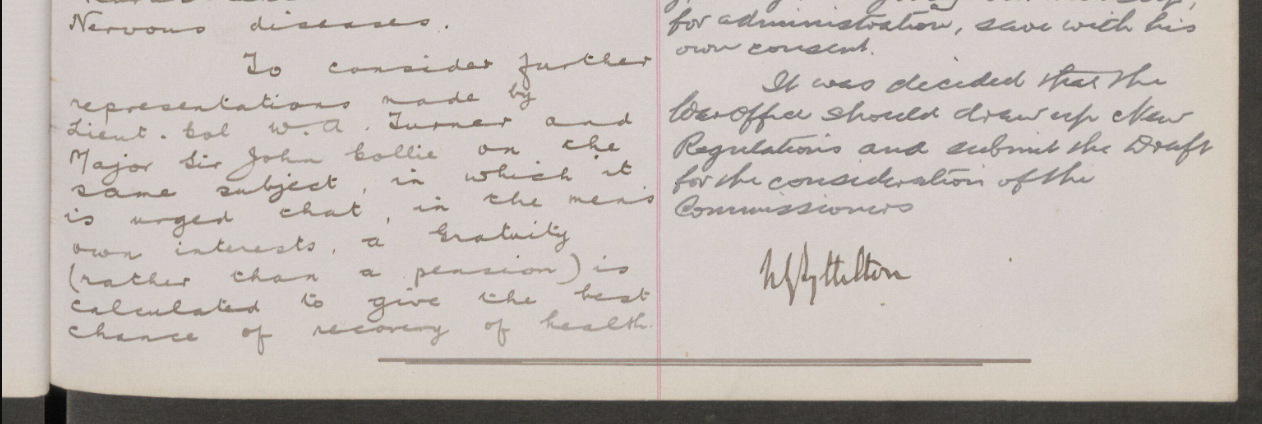 Nervous diseases.
To consider further
representations made by
Lieut. Col W. A. Turner and
Major Sir John Collie on the
same subject, in which it
is urged that, in the men's
own interests, a Gratuity
(rather than a pension) is
calculated to give the best
chance of recovery of health.
for administration, save with his
own consent.
It was decided that the
War Office should draw up New
Regulations and submit the Draft
for the consideration of the
Commissioners